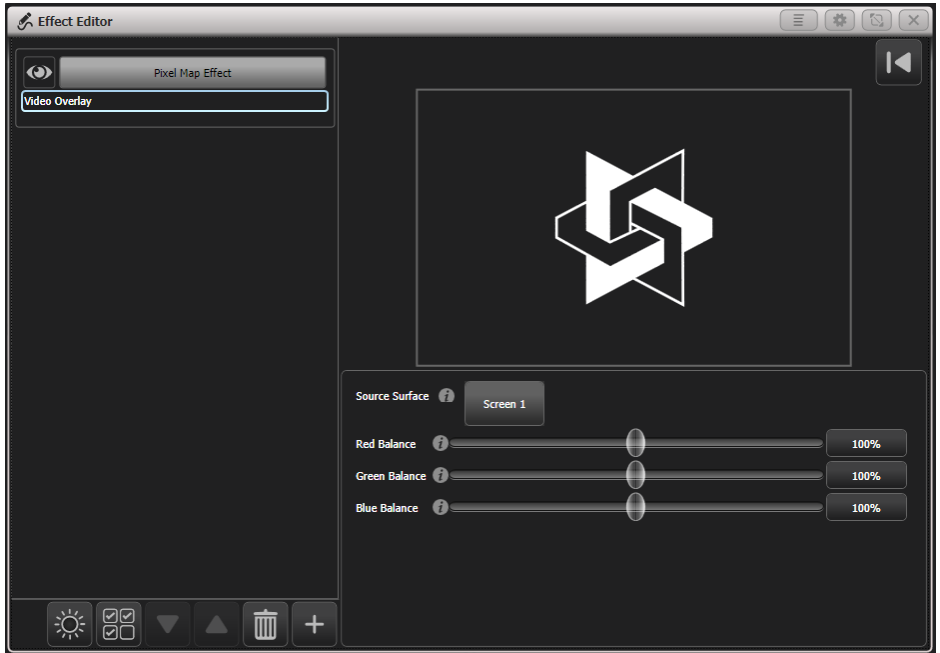 Effect Editor
Pixel Map Effect
Video Overlay
Source Surface
Screen 1
Red Balance
100%
Green Balance
100%
Blue Balance
100%